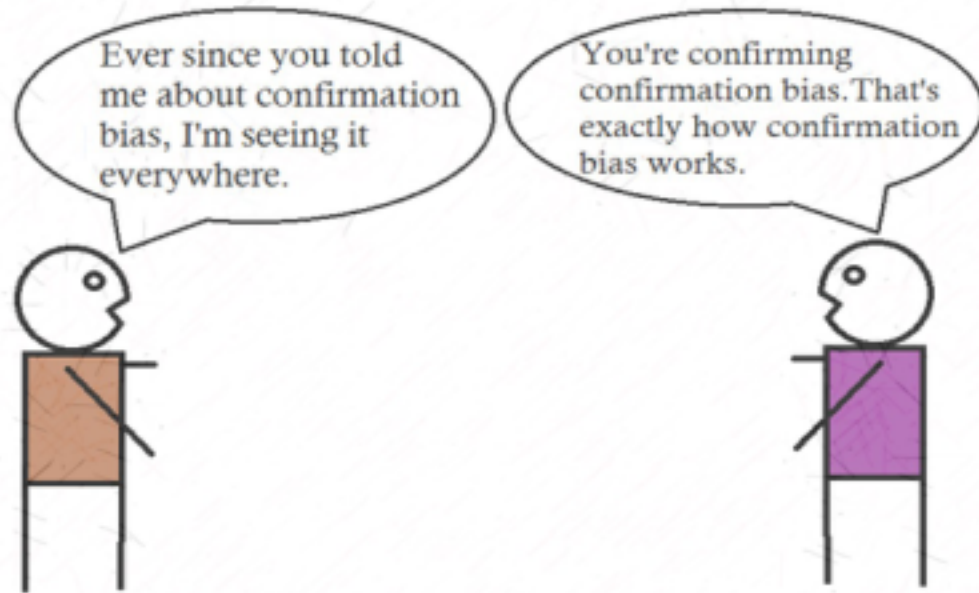 Ever since you told
me about confirmation
bias, I'm seeing it
everywhere.
You're confirming
confirmation bias.That's
exactly how confirmation
bias works.